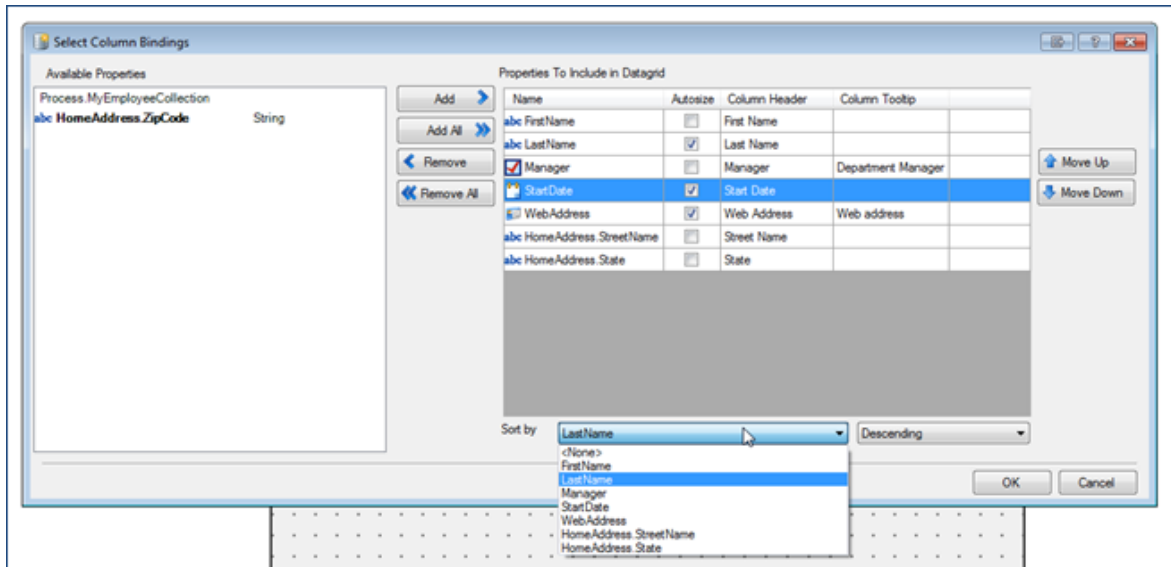 Select Column Bindings
Available Properties
Process.MyEmployeeCollection
abc HomeAddress.ZipCode String
Add
Add All
Remove
Remove All
Properties To Include in Datagrid
Name Autosize Column Header Column Tooltip
abc FirstName First Name
abc LastName Last Name
Manager Manager Department Manager
StartDate Start Date
WebAddress Web Address Web address
abc HomeAddress.StreetName Street Name
abc HomeAddress.State State
Move Up
Move Down
Sort by LastName Descending
<None>
FirstName
LastName
Manager
StartDate
WebAddress
HomeAddress.StreetName
HomeAddress.State
OK Cancel